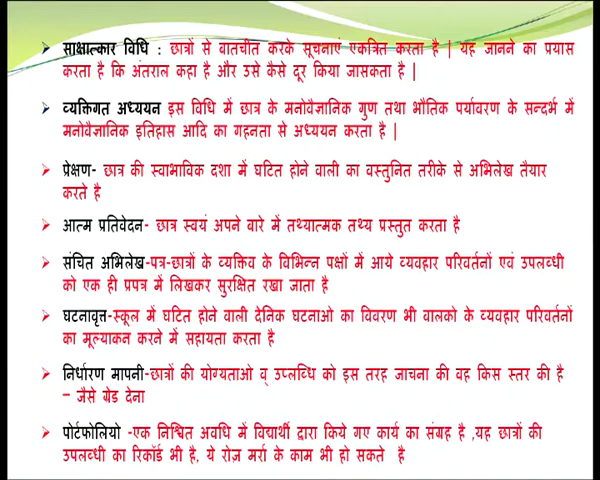 साक्षात्कार विधि : छात्रों से वातचीत करके सूचनाएं एकत्रित करता है | यह जानने का प्रयास
करता है कि अंतराल कहा है और उसे कैसे दूर किया जासकता है |
व्यक्तिगत अध्ययन इस विधि में छात्र के मनोवैज्ञानिक गुण तथा भौतिक पर्यावरण के सन्दर्भ में
मनोवैज्ञानिक इतिहास आदि का गहनता से अध्ययन करता है |
प्रेक्षण- छात्र की स्वाभाविक दशा में घटित होने वाली का वस्तुनित तरीके से अभिलेख तैयार
करते है
आत्म प्रतिवेदन- छात्र स्वयं अपने वारे में तथ्यात्मक तथ्य प्रस्तुत करता है
संचित अभिलेख-पत्र-छात्रों के व्यक्तिव के विभिन्न पक्षों में आये व्यवहार परिवर्तनों एवं उपलब्धी
को एक ही प्रपत्र में लिखकर सुरक्षित रखा जाता है
घटनावृत्त-स्कूल में घटित होने वाली देनिक घटनाओ का विवरण भी वालको के व्यवहार परिवर्तनों
का मूल्याकन करने में सहायता करता है
निर्धारण मापनी-छात्रों की योग्यताओ व् उप्लव्धि को इस तरह जाचना की वह किस स्तर की है
– जैसे ग्रेड देना
पोर्टफोलियो -एक निश्चित अवधि में विद्यार्थी द्वारा किये गए कार्य का संग्रह है ,यह छात्रों की
उपलब्धी का रिकॉर्ड भी है, ये रोज़ मर्रा के काम भी हो सकते है